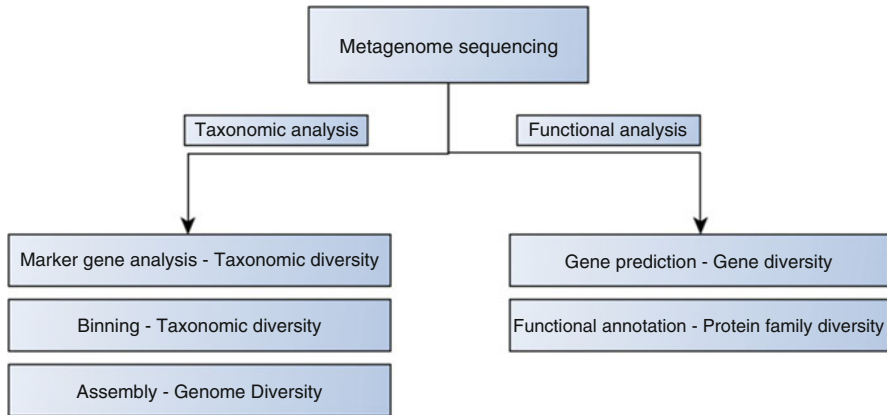 Metagenome sequencing
Taxonomic analysis
Functional analysis
Marker gene analysis - Taxonomic diversity
Binning - Taxonomic diversity
Assembly - Genome Diversity
Gene prediction - Gene diversity
Functional annotation - Protein family diversity